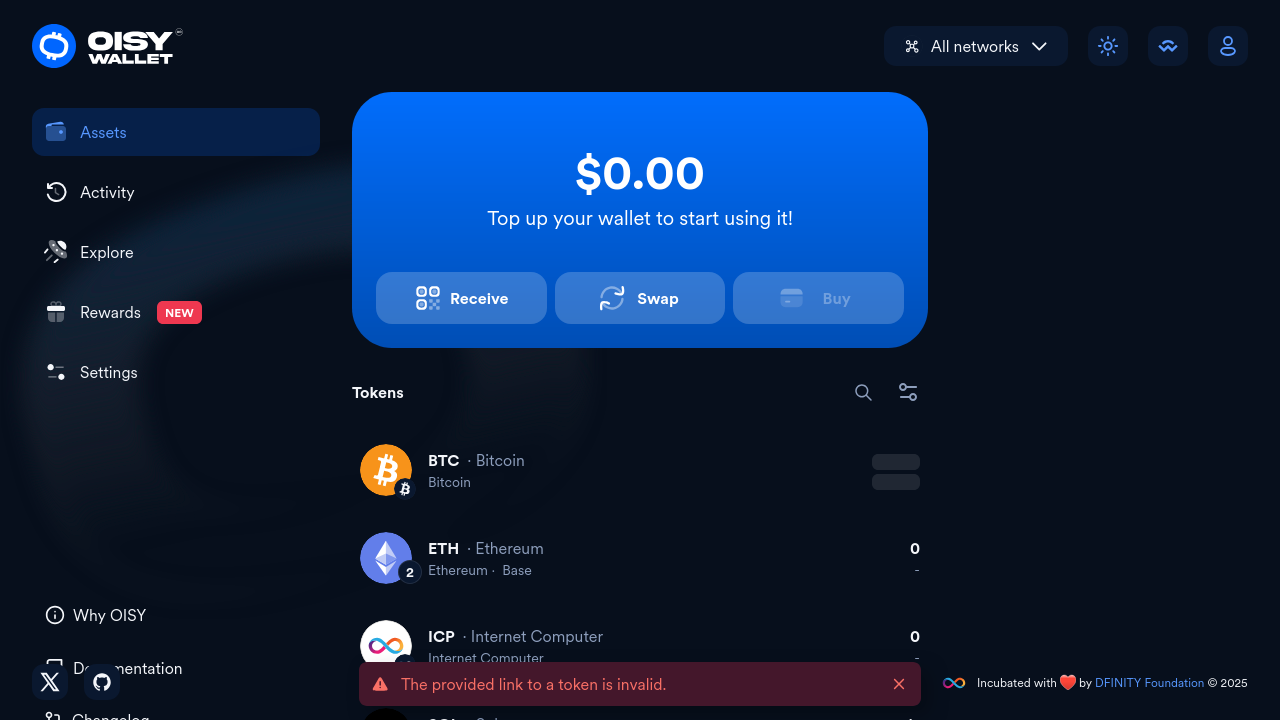 OISY
WALLET
All networks
Assets
Activity
Explore
Rewards NEW
Settings
Why OISY
Documentation
Changelog
$0.00
Top up your wallet to start using it!
Receive
Swap
Buy
Tokens
BTC · Bitcoin
Bitcoin
ETH · Ethereum 0
2 Ethereum · Base -
ICP · Internet Computer 0
Internet Computer -
The provided link to a token is invalid.
Incubated with ❤️ by DFINITY Foundation © 2025